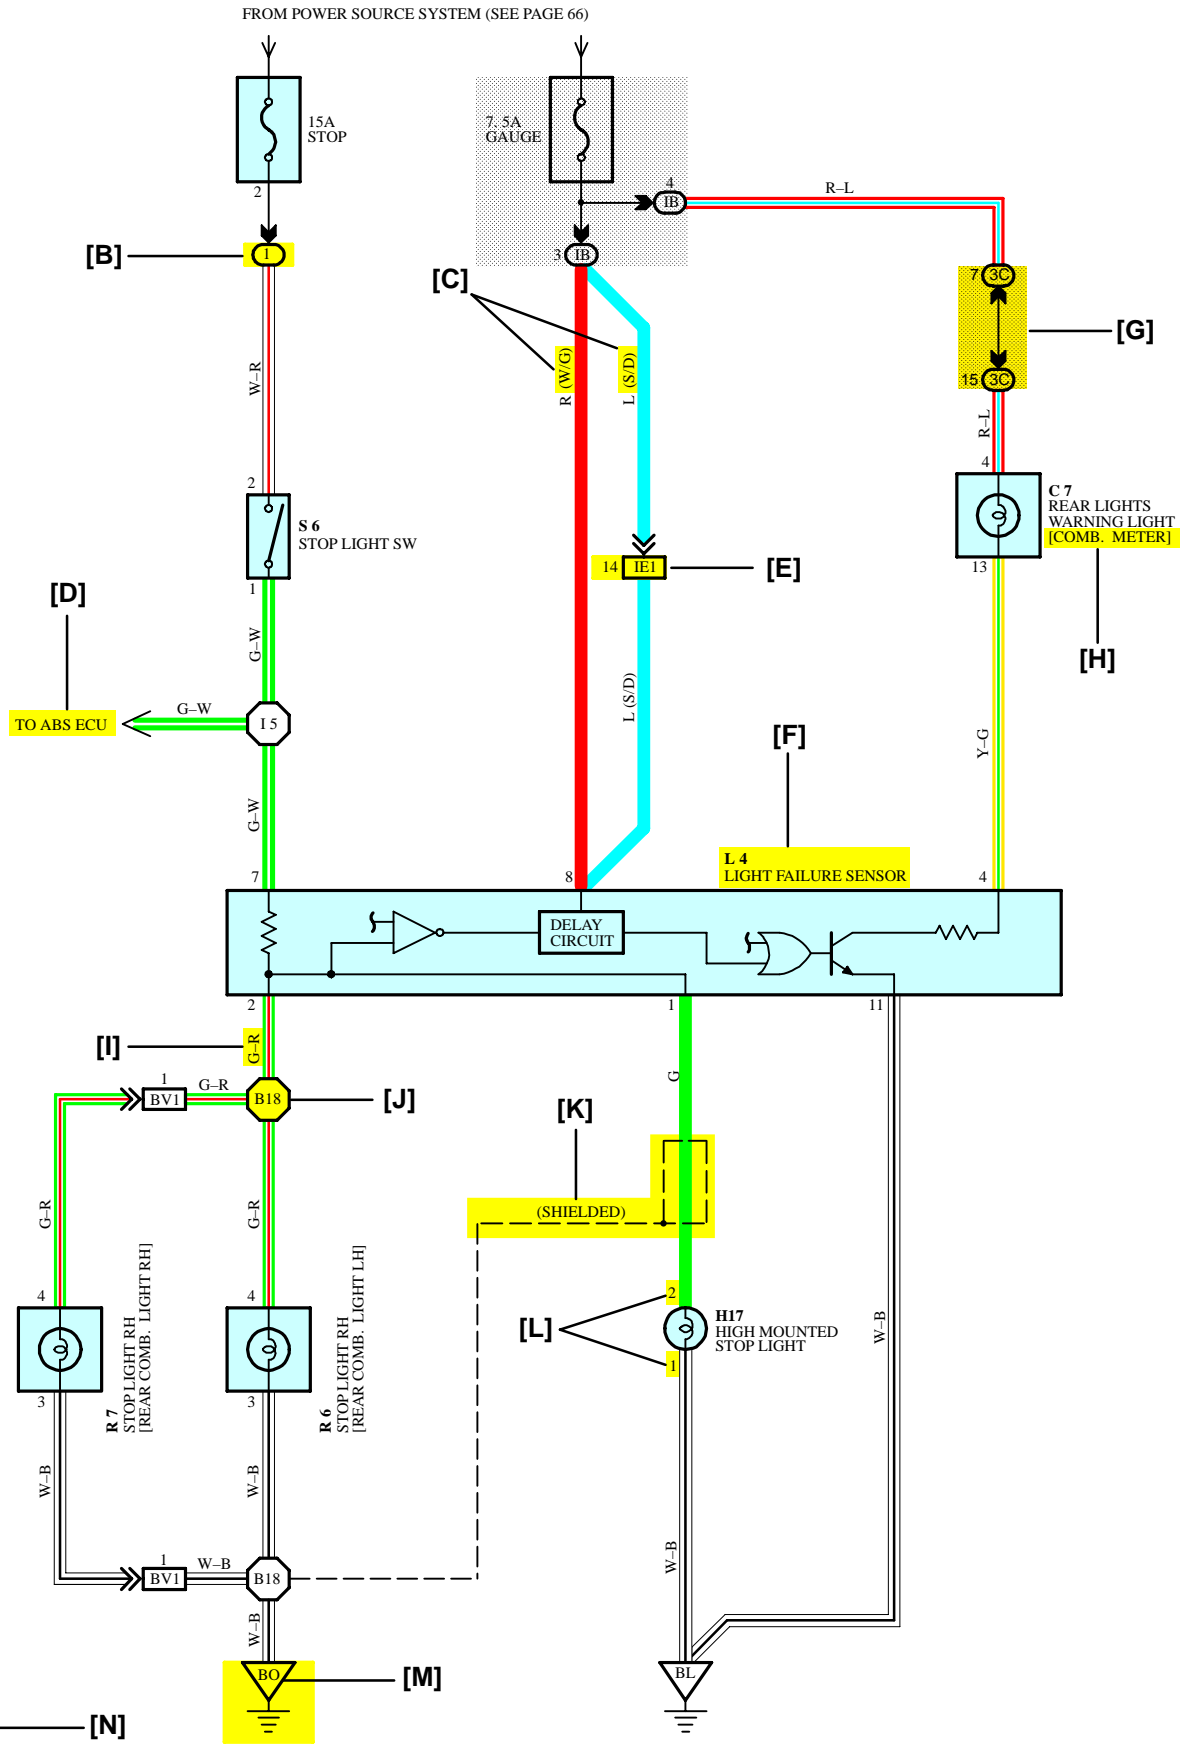 FROM POWER SOURCE SYSTEM (SEE PAGE 66)
15A
STOP
2
7. 5A
GAUGE
4
IB
R–L
[B]
1
3 IB
[C]
7 3C
[G]
15 3C
W–R
R (W/G)
L (S/D)
R–L
2
S 6
STOP LIGHT SW
1
4
C 7
REAR LIGHTS
WARNING LIGHT
[COMB. METER]
13
14 IE1
[E]
[D]
[H]
G–W
L (S/D)
TO ABS ECU
G–W
I 5
[F]
Y–G
G–W
7
8
L 4
LIGHT FAILURE SENSOR
4
DELAY
CIRCUIT
2
1
11
[I]
G–R
G
1
BV1
G–R
B18
[J]
[K]
(SHIELDED)
G–R
G–R
4
R 7
STOP LIGHT RH
[REAR COMB. LIGHT RH]
3
4
R 6
STOP LIGHT RH
[REAR COMB. LIGHT LH]
3
2
[L]
H17
HIGH MOUNTED
STOP LIGHT
1
W–B
W–B
W–B
W–B
1
BV1
W–B
B18
W–B
BO
[M]
BL
[N]